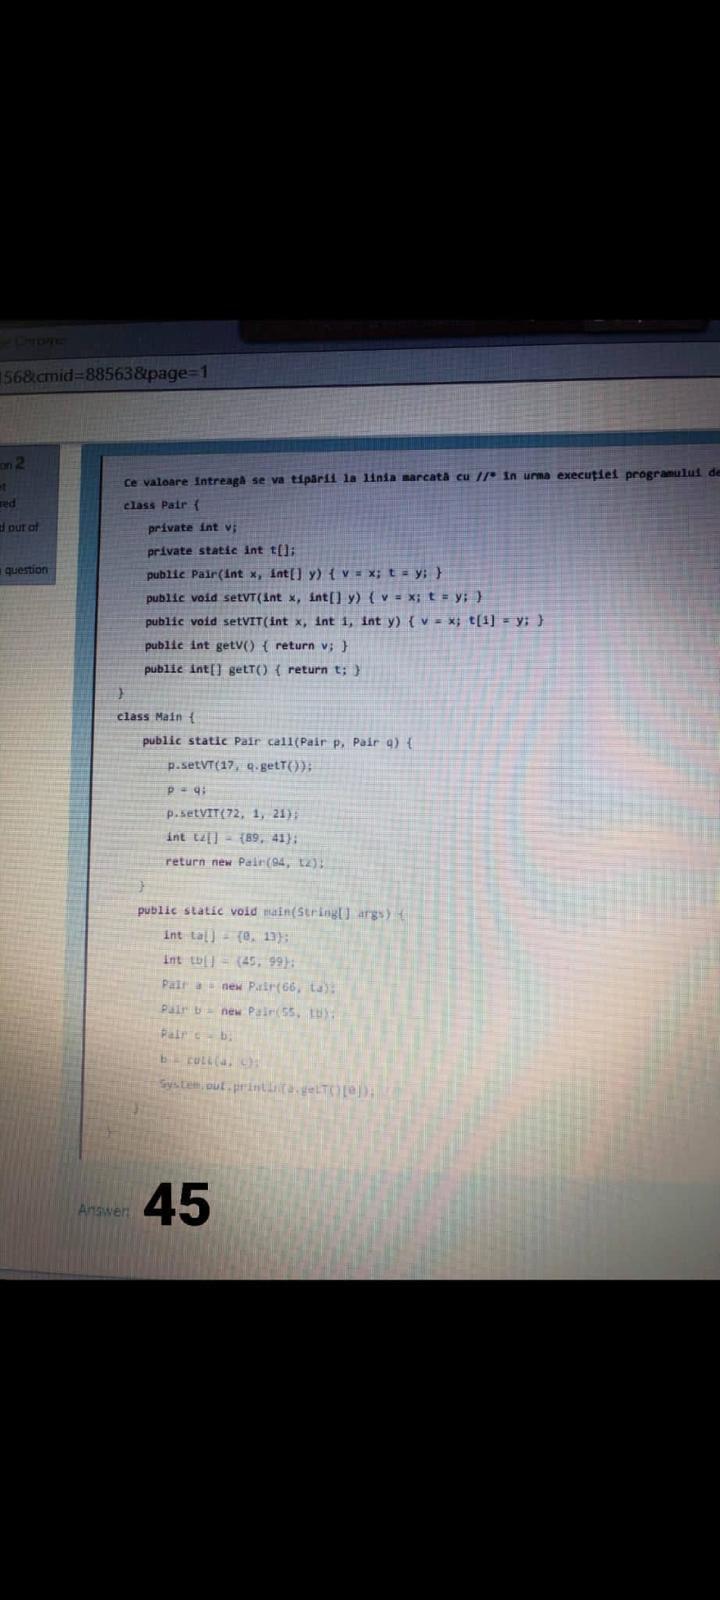 156&cmid=88563&page=1
on 2
out of
question
Ce valoare întreagă se va tipări la linia marcată cu //* în urma execuției programului de
class Pair {
private int v;
private static int t[];
public Pair(int x, int[] y) { v = x; t = y; }
public void setVT(int x, int[] y) { v = x; t = y; }
public void setVIT(int x, int i, int y) { v = x; t[i] = y; }
public int getV() { return v; }
public int[] getT() { return t; }
}
class Main {
public static Pair call(Pair p, Pair q) {
p.setVT(17, q.getT());
p = q;
p.setVIT(72, 1, 21);
int tz[] = {89, 41};
return new Pair(94, tz);
}
public static void main(String[] args) {
int ta[] = {0, 13};
int tb[] = {45, 99};
Pair a = new Pair(66, ta);
Pair b = new Pair(55, tb);
Pair c = b;
b = call(a, c);
System.out.println(a.getT()[0]);
}
}
Answer: 45